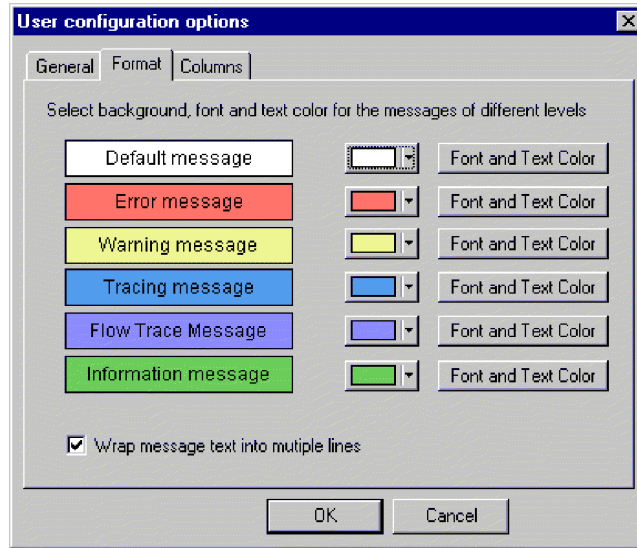 User configuration options
General Format Columns
Select background, font and text color for the messages of different levels
Default message Font and Text Color
Error message Font and Text Color
Warning message Font and Text Color
Tracing message Font and Text Color
Flow Trace Message Font and Text Color
Information message Font and Text Color
Wrap message text into mutiple lines
OK Cancel